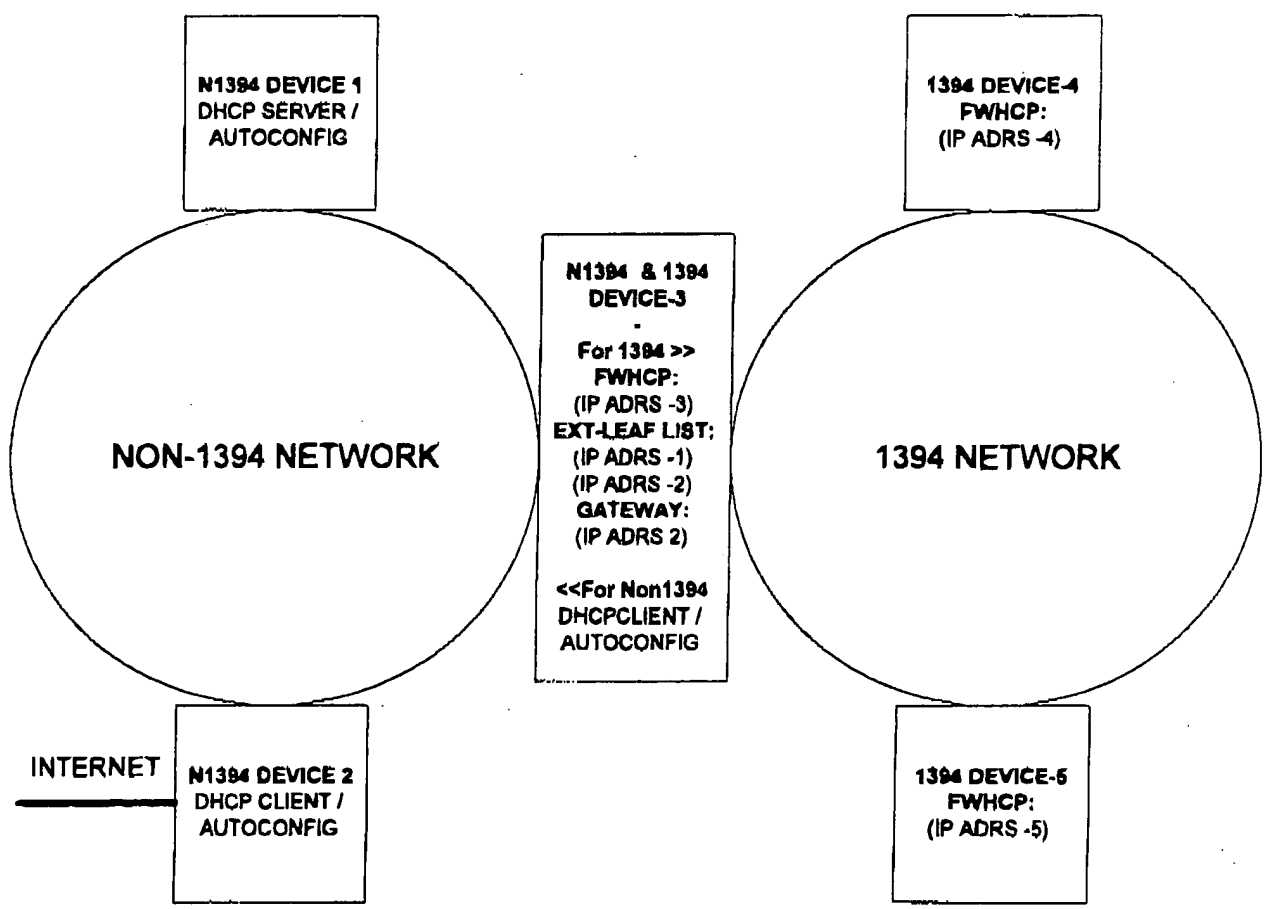 N1394 DEVICE 1
DHCP SERVER /
AUTOCONFIG
1394 DEVICE-4
FWHCP:
(IP ADRS -4)
N1394 & 1394
DEVICE-3
-
For 1394 >>
FWHCP:
(IP ADRS -3)
EXT-LEAF LIST:
(IP ADRS -1)
(IP ADRS -2)
GATEWAY:
(IP ADRS 2)
<<For Non1394
DHCPCLIENT /
AUTOCONFIG
NON-1394 NETWORK
1394 NETWORK
INTERNET
N1394 DEVICE 2
DHCP CLIENT /
AUTOCONFIG
1394 DEVICE-5
FWHCP:
(IP ADRS -5)